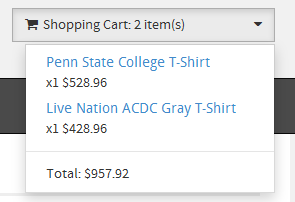 Shopping Cart: 2 item(s)
Penn State College T-Shirt
x1 $528.96
Live Nation ACDC Gray T-Shirt
x1 $428.96
Total: $957.92